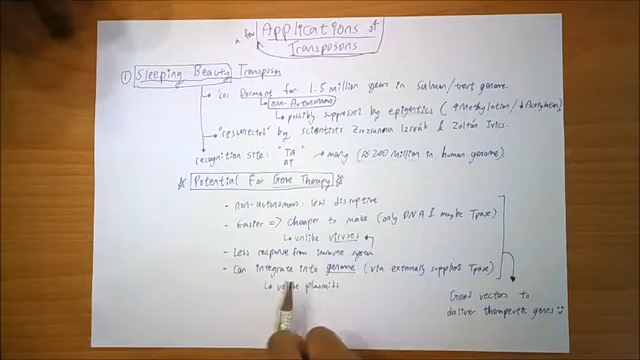 a few Applications of
Transposons
① Sleeping Beauty Transposon
'cos Dormant for 1.5 million years in salmon/trout genome.
non-Autonomous
possibly suppressed by epigenetics (↑Methylation/↓Acetylation)
"resurrected" by scientists Zsuzsanna Izsvák & Zoltán Ivics.
recognition site: "TA → many (≈200 million in human genome).
AT
☆ Potential For Gene Therapy ☆
- non-autonomous: less disruptive
- Easier => cheaper to make (only DNA & maybe Tpase)
↳ unlike viruses
- Less response from immune system
- Can integrate into genome (via externally supplied Tpase)
↳ unlike plasmids
Good vectors to
deliver therapeutic genes